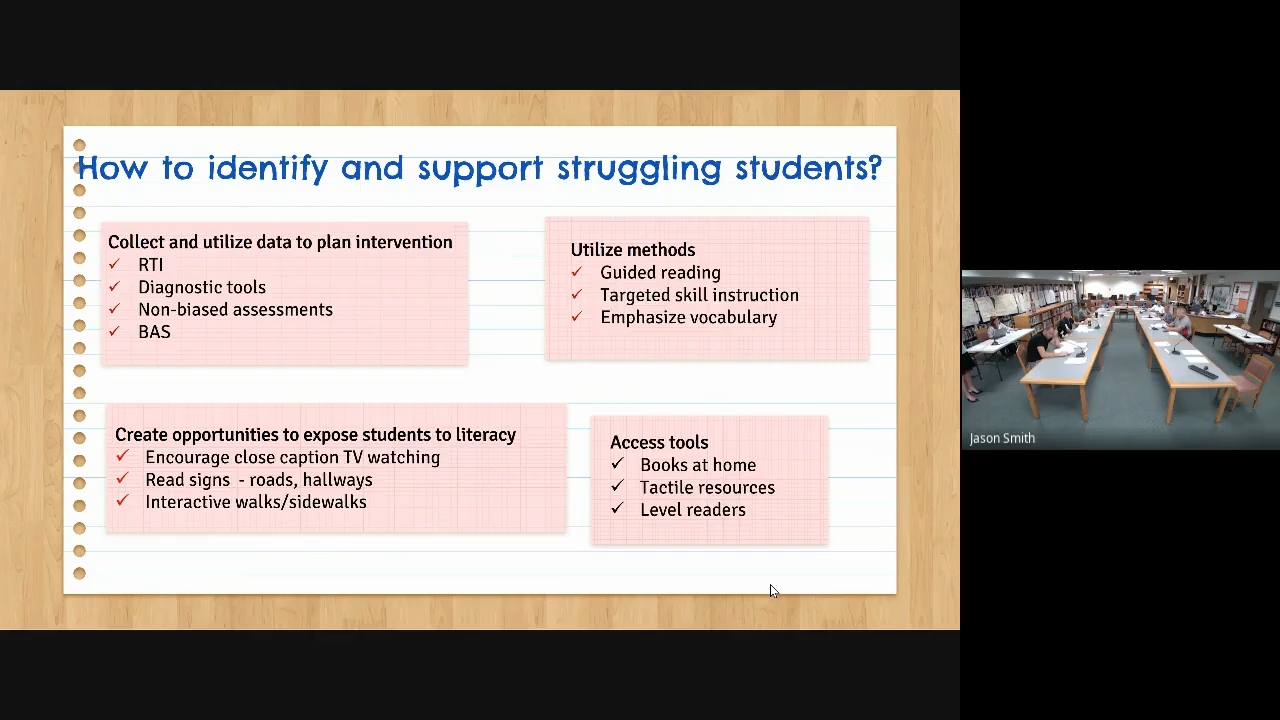 How to identify and support struggling students?
Collect and utilize data to plan intervention
RTI
Diagnostic tools
Non-biased assessments
BAS
Utilize methods
Guided reading
Targeted skill instruction
Emphasize vocabulary
Create opportunities to expose students to literacy
Encourage close caption TV watching
Read signs - roads, hallways
Interactive walks/sidewalks
Access tools
Books at home
Tactile resources
Level readers
Jason Smith